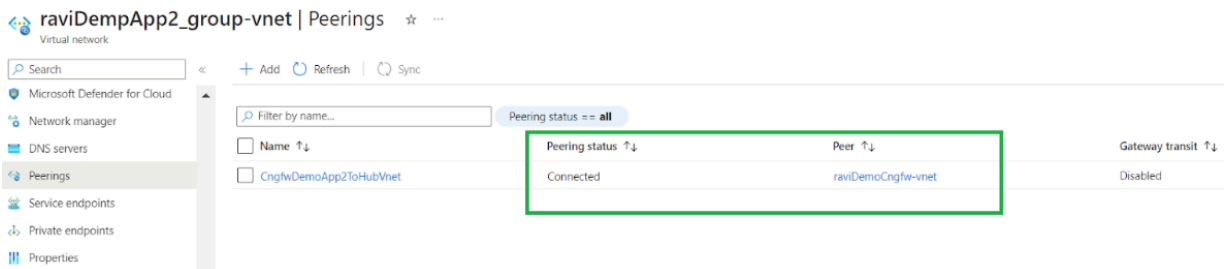 raviDempApp2_group-vnet | Peerings
Virtual network
Search
+ Add Refresh Sync
Microsoft Defender for Cloud
Network manager
DNS servers
Peerings
Service endpoints
Private endpoints
Properties
Filter by name...
Peering status == all
Name ↑↓ Peering status ↑↓ Peer ↑↓ Gateway transit ↑↓
CngfwDemoApp2ToHubVnet Connected raviDemoCngfw-vnet Disabled